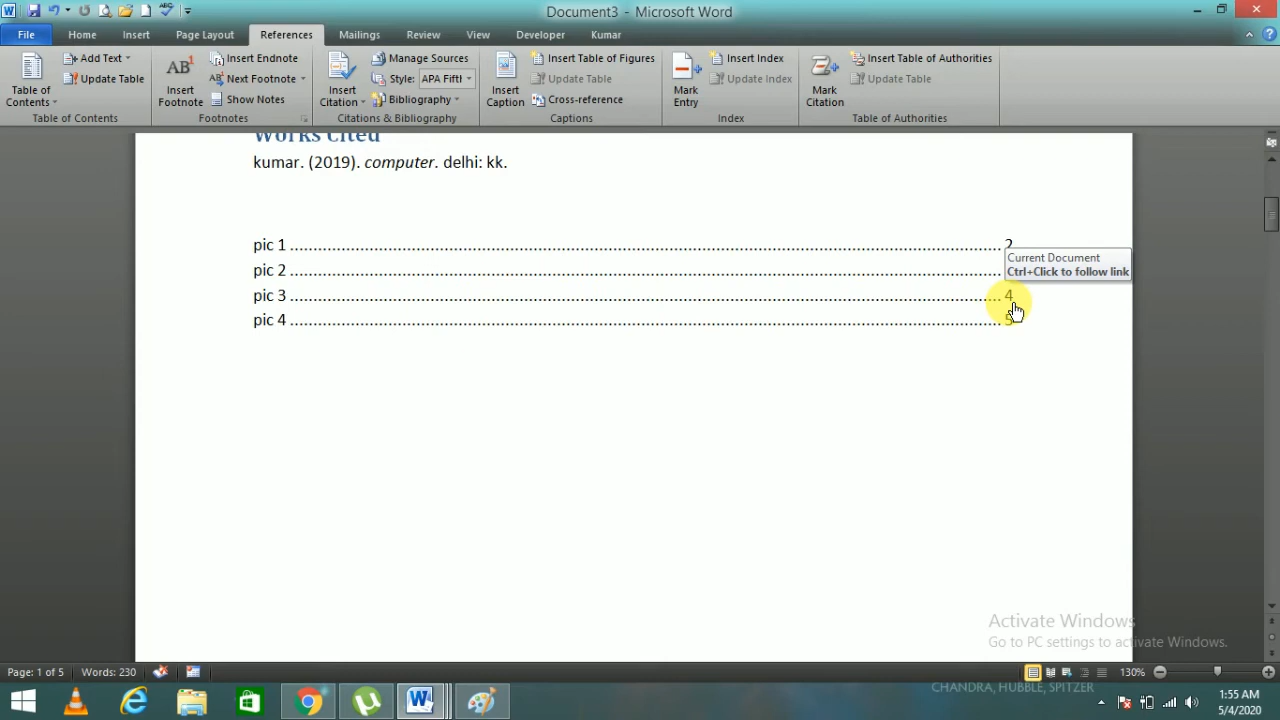 Document3 - Microsoft Word
File Home Insert Page Layout References Mailings Review View Developer Kumar
Table of Contents
Add Text
Update Table
Table of Contents
AB¹
Insert Footnote
Insert Endnote
Next Footnote
Show Notes
Footnotes
Insert Citation
Manage Sources
Style: APA Fifth
Bibliography
Citations & Bibliography
Insert Caption
Insert Table of Figures
Update Table
Cross-reference
Captions
Mark Entry
Insert Index
Update Index
Index
Mark Citation
Insert Table of Authorities
Update Table
Table of Authorities
Works Cited
kumar. (2019). computer. delhi: kk.
pic 1 ........ 2
Current Document
Ctrl+Click to follow link
pic 2 ........
pic 3 ........ 4
pic 4 ........ 5
Activate Windows
Go to PC settings to activate Windows.
Page: 1 of 5 Words: 230 130%
CHANDRA, HUBBLE, SPITZER
1:55 AM
5/4/2020